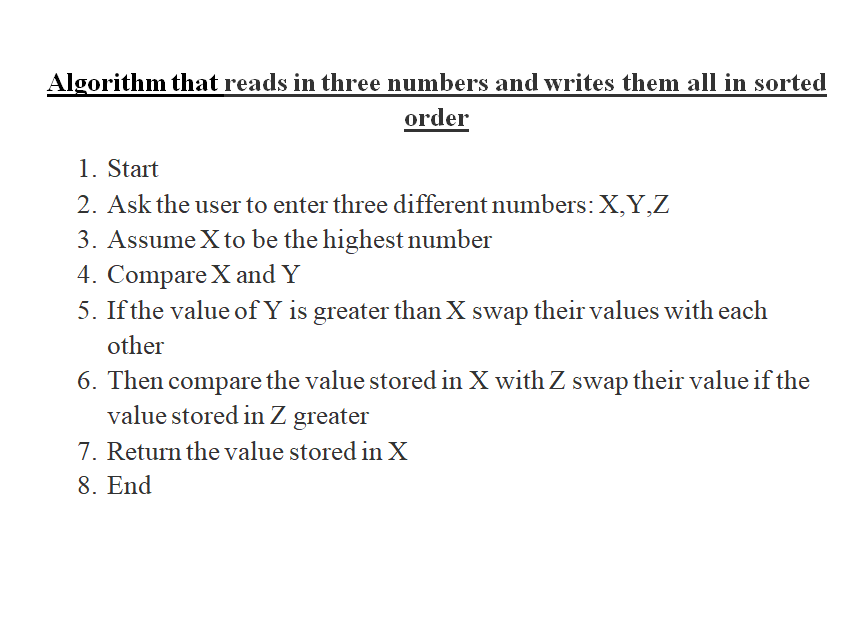 Algorithm that reads in three numbers and writes them all in sorted
order
1. Start
2. Ask the user to enter three different numbers: X,Y,Z
3. Assume X to be the highest number
4. Compare X and Y
5. If the value of Y is greater than X swap their values with each
other
6. Then compare the value stored in X with Z swap their value if the
value stored in Z greater
7. Return the value stored in X
8. End